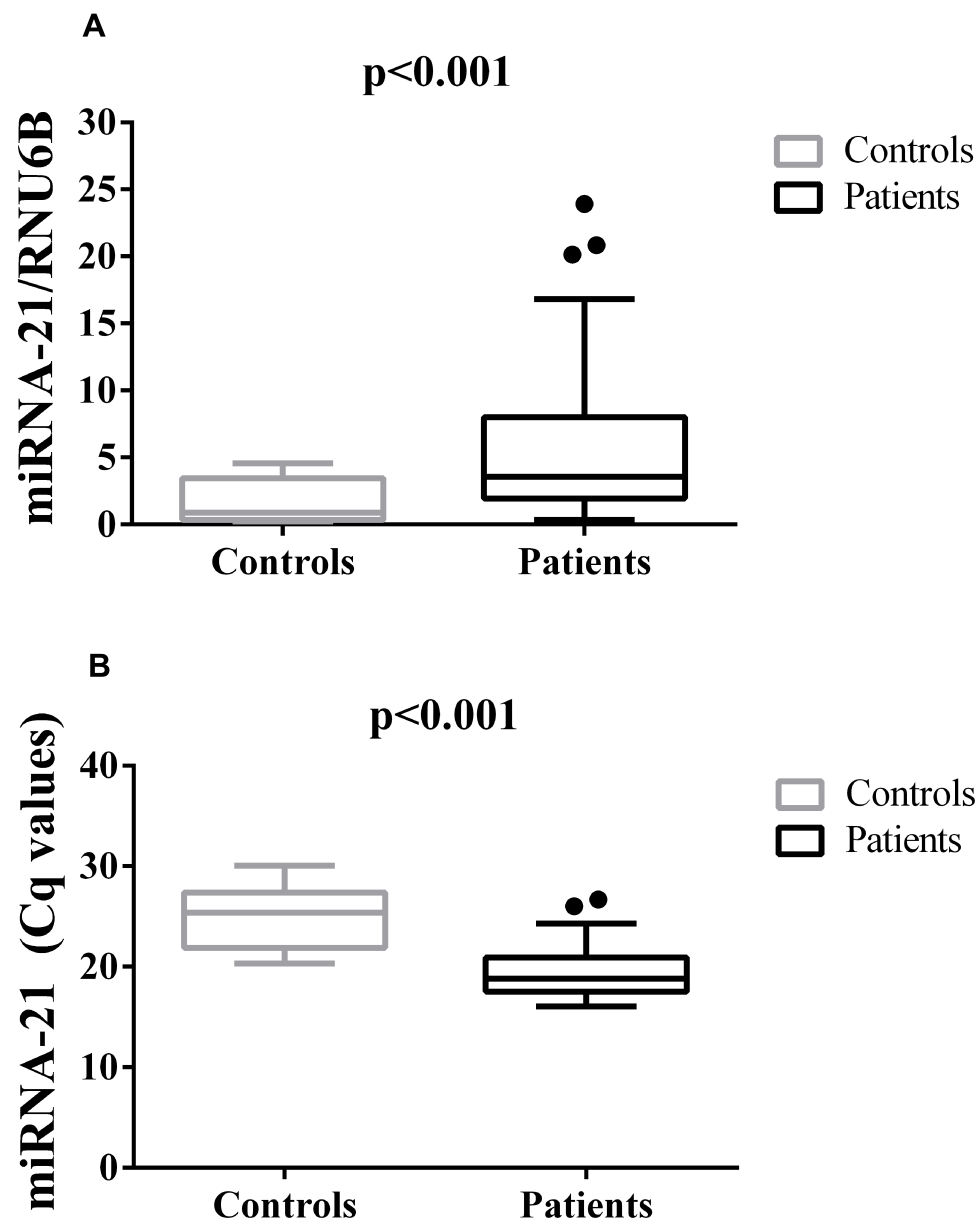 A
p<0.001
miRNA-21/RNU6B
30
25
20
15
10
5
0
Controls
Patients
Controls
Patients
B
p<0.001
miRNA-21 (Cq values)
40
30
20
10
0
Controls
Patients
Controls
Patients